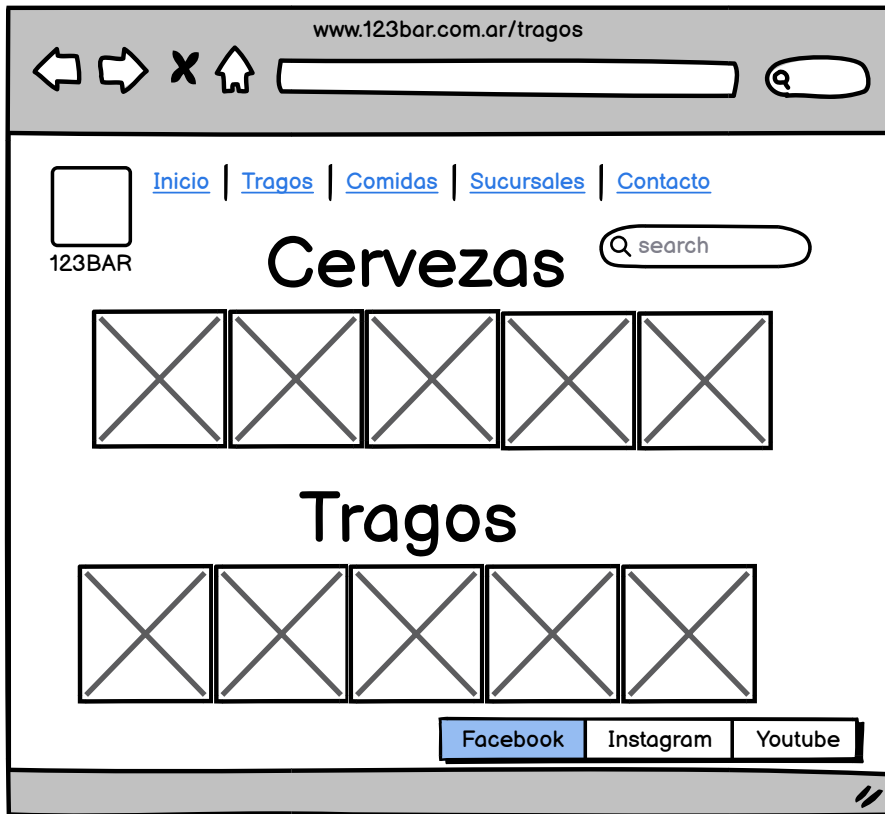 www.123bar.com.ar/tragos
Inicio Tragos Comidas Sucursales Contacto
123BAR
Cervezas
search
Tragos
Facebook Instagram Youtube